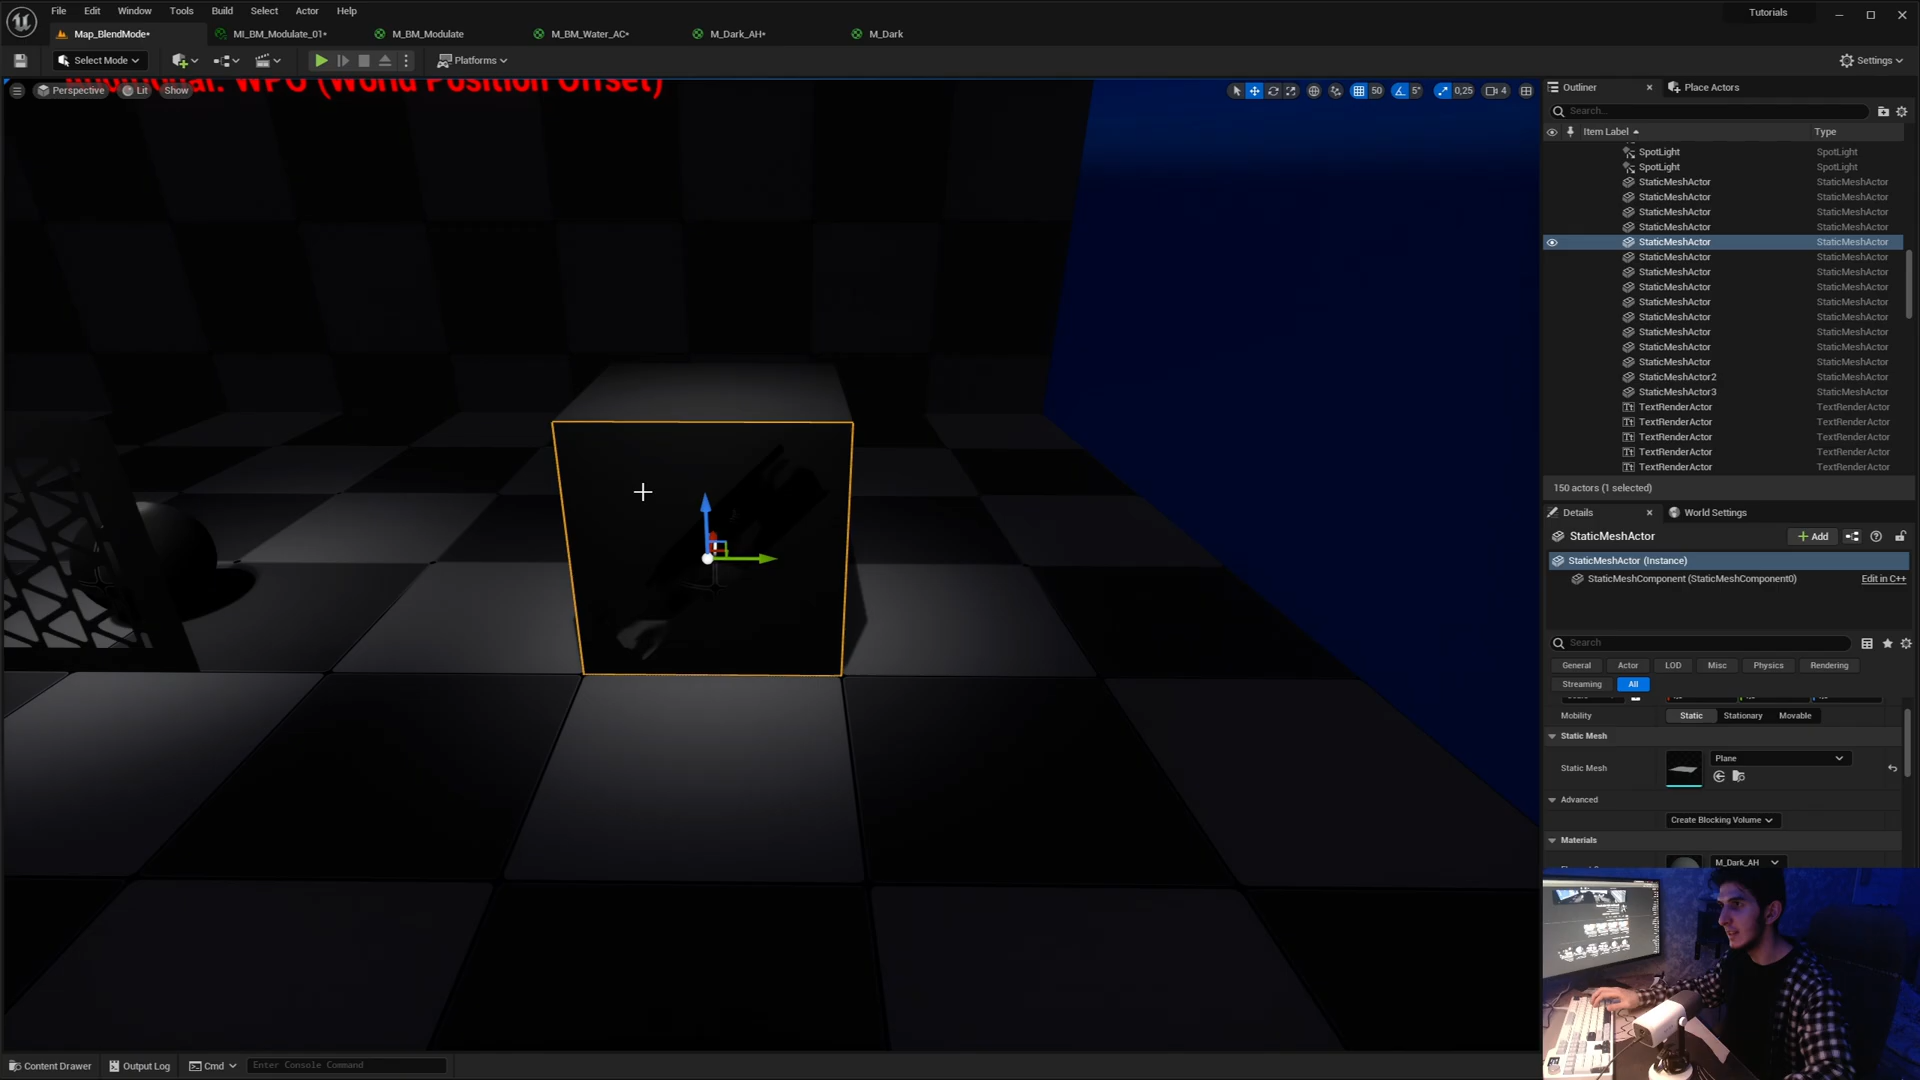 File Edit Window Tools Build Select Actor Help
Tutorials
Map_BlendMode* MI_BM_Modulate_01* M_BM_Modulate M_BM_Water_AC* M_Dark_AH* M_Dark
Select Mode Platforms Settings
Additional: WPO (World Position Offset)
Perspective Lit Show 50 5° 0,25 4
Outliner Place Actors
Search...
Item Label Type
SpotLight SpotLight
SpotLight SpotLight
StaticMeshActor StaticMeshActor
StaticMeshActor StaticMeshActor
StaticMeshActor StaticMeshActor
StaticMeshActor StaticMeshActor
StaticMeshActor StaticMeshActor
StaticMeshActor StaticMeshActor
StaticMeshActor StaticMeshActor
StaticMeshActor StaticMeshActor
StaticMeshActor StaticMeshActor
StaticMeshActor StaticMeshActor
StaticMeshActor StaticMeshActor
StaticMeshActor StaticMeshActor
StaticMeshActor StaticMeshActor
StaticMeshActor2 StaticMeshActor
StaticMeshActor3 StaticMeshActor
TextRenderActor TextRenderActor
TextRenderActor TextRenderActor
TextRenderActor TextRenderActor
TextRenderActor TextRenderActor
TextRenderActor TextRenderActor
150 actors (1 selected)
Details World Settings
StaticMeshActor Add
StaticMeshActor (Instance)
StaticMeshComponent (StaticMeshComponent0) Edit in C++
Search
General Actor LOD Misc Physics Rendering
Streaming All
Mobility Static Stationary Movable
Static Mesh
Static Mesh Plane
Advanced
Create Blocking Volume
Materials
M_Dark_AH
Content Drawer Output Log Cmd Enter Console Command